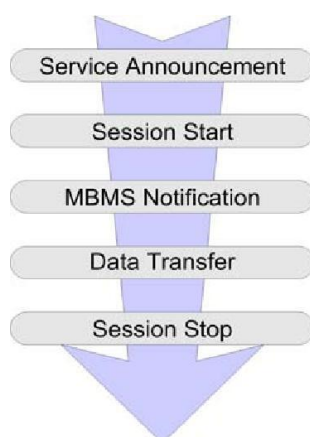 Service Announcement
Session Start
MBMS Notification
Data Transfer
Session Stop